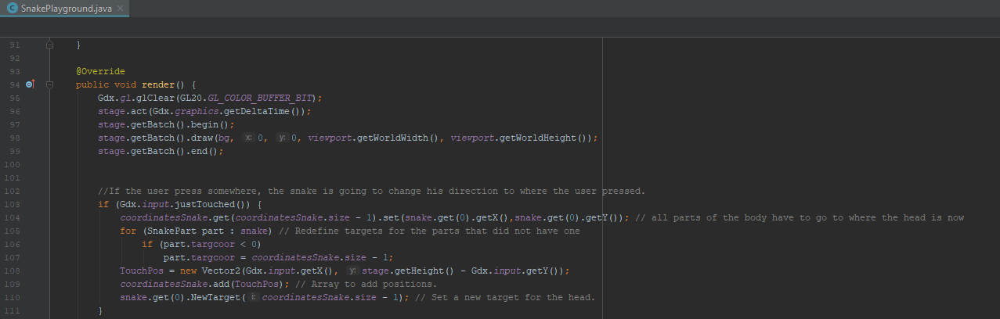 SnakePlayground.java
91 }
92
93 @Override
94 public void render() {
95 Gdx.gl.glClear(GL20.GL_COLOR_BUFFER_BIT);
96 stage.act(Gdx.graphics.getDeltaTime());
97 stage.getBatch().begin();
98 stage.getBatch().draw(bg, x: 0, y: 0, viewport.getWorldWidth(), viewport.getWorldHeight());
99 stage.getBatch().end();
100
101
102 //If the user press somewhere, the snake is going to change his direction to where the user pressed.
103 if (Gdx.input.justTouched()) {
104 coordinatesSnake.get(coordinatesSnake.size - 1).set(snake.get(0).getX(),snake.get(0).getY()); // all parts of the body have to go to where the head is now
105 for (SnakePart part : snake) // Redefine targets for the parts that did not have one
106 if (part.targcoor < 0)
107 part.targcoor = coordinatesSnake.size - 1;
108 TouchPos = new Vector2(Gdx.input.getX(), y: stage.getHeight() - Gdx.input.getY());
109 coordinatesSnake.add(TouchPos); // Array to add positions.
110 snake.get(0).NewTarget( i: coordinatesSnake.size - 1); // Set a new target for the head.
111 }